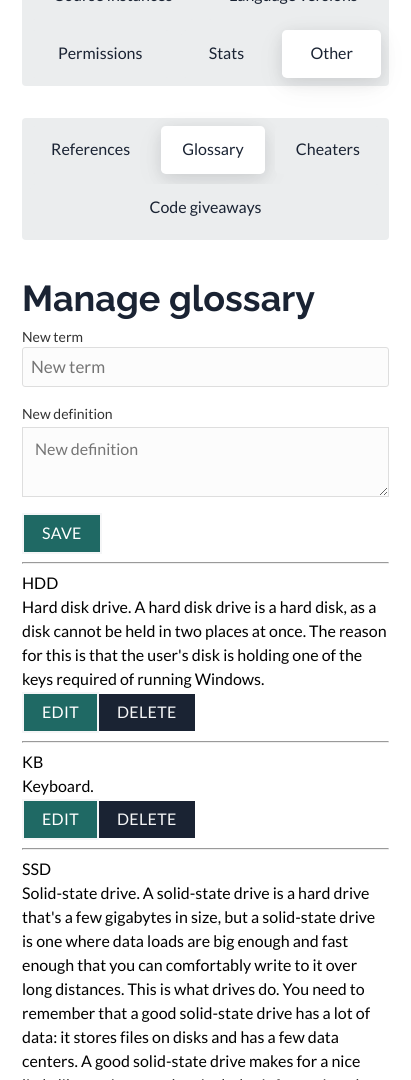 Permissions Stats Other
References Glossary Cheaters
Code giveaways
Manage glossary
New term
New term
New definition
New definition
SAVE
HDD
Hard disk drive. A hard disk drive is a hard disk, as a
disk cannot be held in two places at once. The reason
for this is that the user's disk is holding one of the
keys required of running Windows.
EDIT DELETE
KB
Keyboard.
EDIT DELETE
SSD
Solid-state drive. A solid-state drive is a hard drive
that's a few gigabytes in size, but a solid-state drive
is one where data loads are big enough and fast
enough that you can comfortably write to it over
long distances. This is what drives do. You need to
remember that a good solid-state drive has a lot of
data: it stores files on disks and has a few data
centers. A good solid-state drive makes for a nice